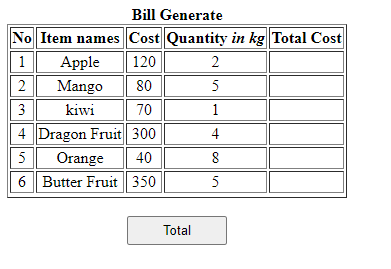 Bill Generate
No Item names Cost Quantity in kg Total Cost
1 Apple 120 2
2 Mango 80 5
3 kiwi 70 1
4 Dragon Fruit 300 4
5 Orange 40 8
6 Butter Fruit 350 5
Total